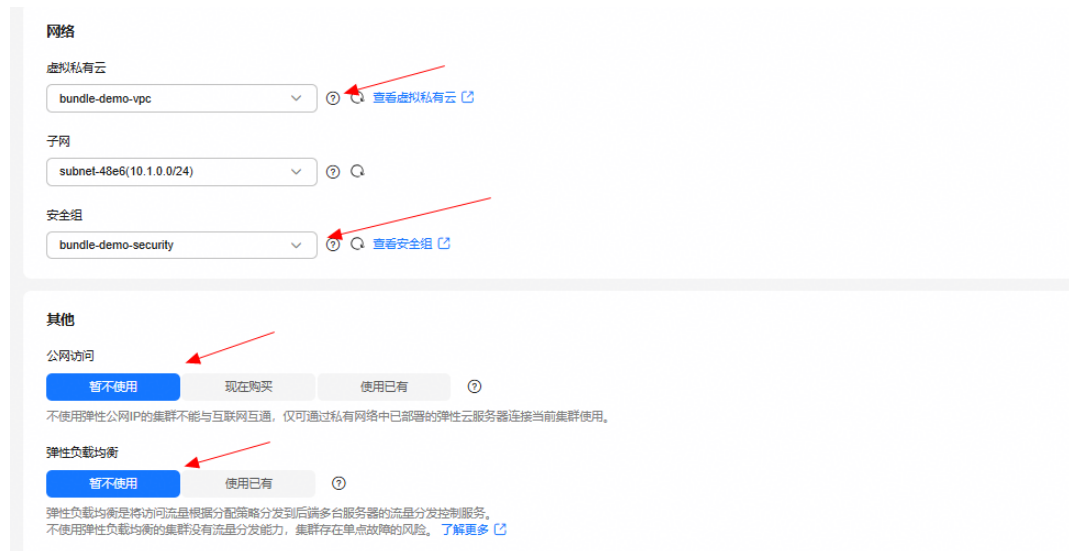 网络
虚拟私有云
bundle-demo-vpc
查看虚拟私有云
子网
subnet-48e6(10.1.0.0/24)
安全组
bundle-demo-security
查看安全组
其他
公网访问
暂不使用 现在购买 使用已有
不使用弹性公网IP的集群不能与互联网互通，仅可通过私有网络中已部署的弹性云服务器连接当前集群使用。
弹性负载均衡
暂不使用 使用已有
弹性负载均衡是将访问流量根据分配策略分发到后端多台服务器的流量分发控制服务。
不使用弹性负载均衡的集群没有流量分发能力，集群存在单点故障的风险。 了解更多